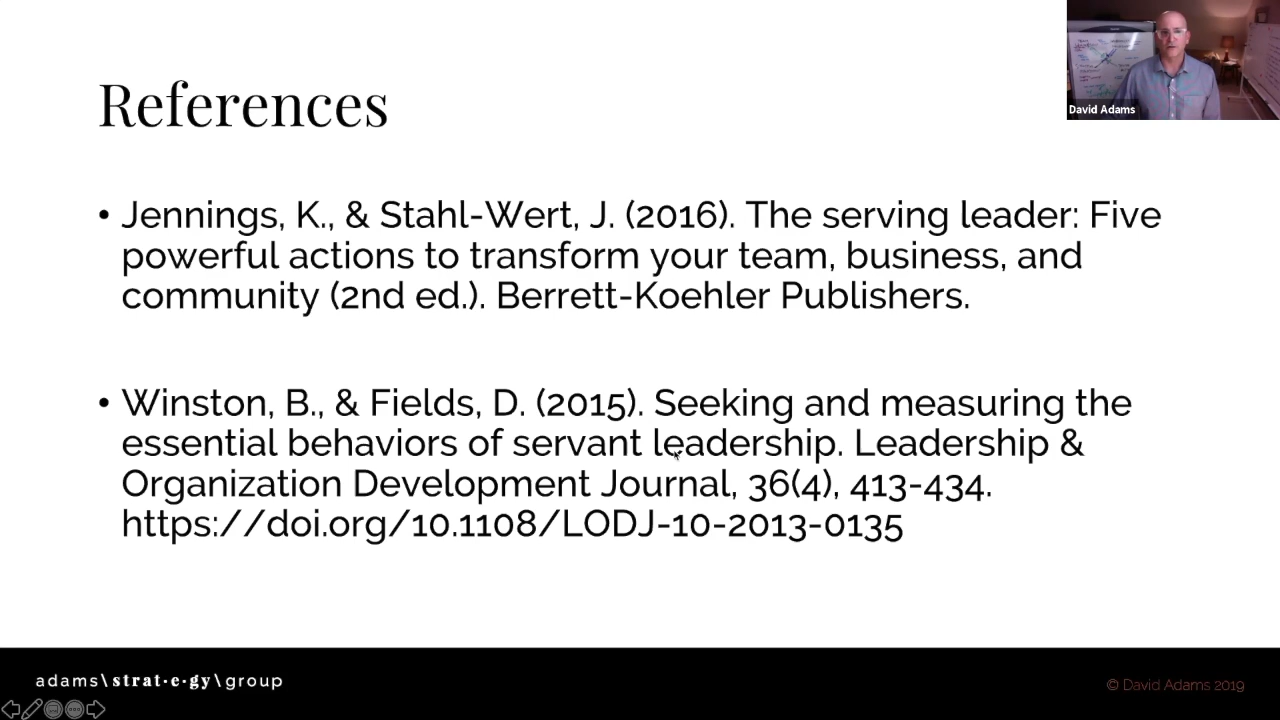 References
David Adams
• Jennings, K., & Stahl-Wert, J. (2016). The serving leader: Five
powerful actions to transform your team, business, and
community (2nd ed.). Berrett-Koehler Publishers.
• Winston, B., & Fields, D. (2015). Seeking and measuring the
essential behaviors of servant leadership. Leadership &
Organization Development Journal, 36(4), 413-434.
https://doi.org/10.1108/LODJ-10-2013-0135
adams\strat·e·gy\group
© David Adams 2019